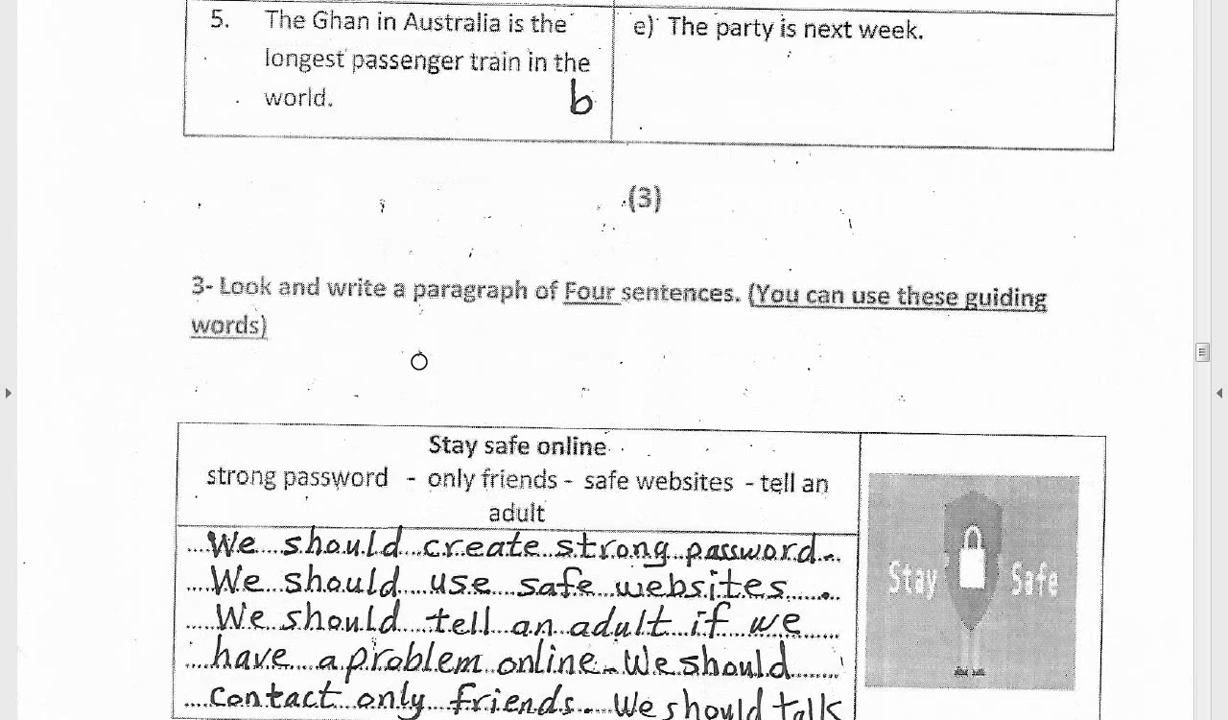 5. The Ghan in Australia is the
longest passenger train in the
world.
b
e) The party is next week.
(3)
3- Look and write a paragraph of Four sentences. (You can use these guiding
words)
Stay safe online
strong password - only friends - safe websites - tell an
adult
We should create strong password.
We should use safe websites.
We should tell an adult if we
have a problem online. We should
contact only friends. We should talk
Stay Safe